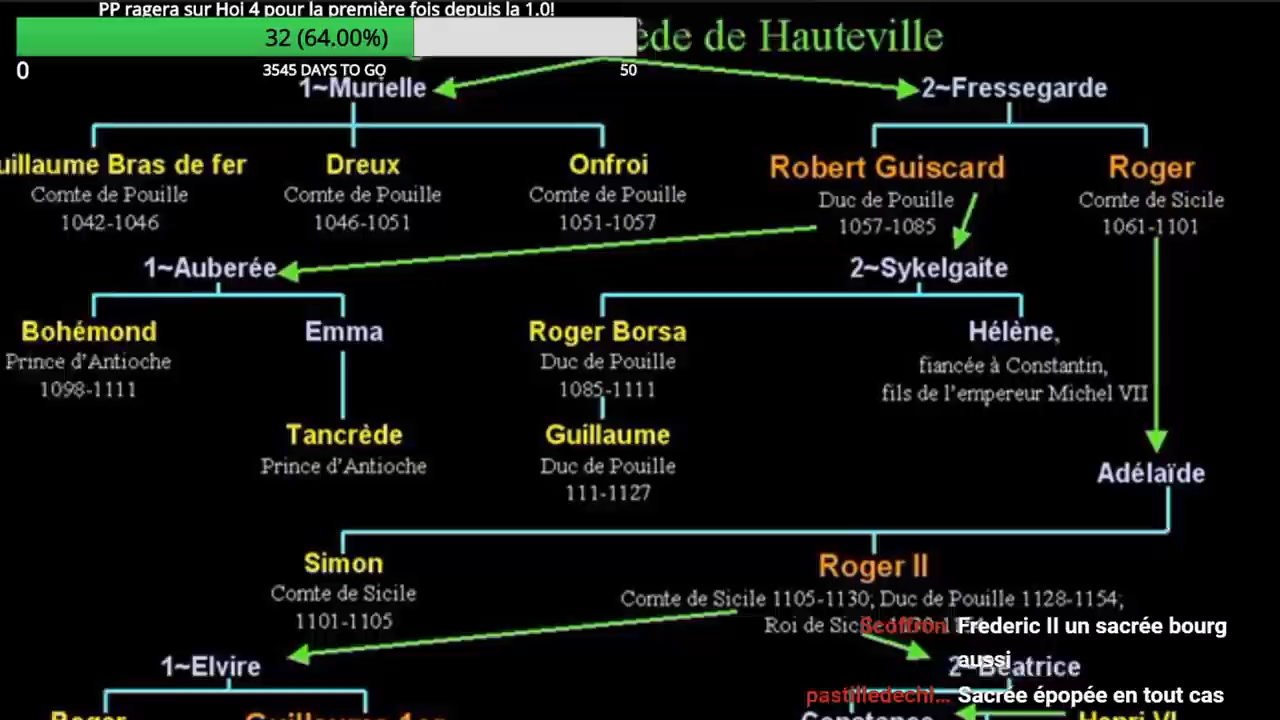 PP ragera sur Hoi 4 pour la première fois depuis la 1.0!
32 (64.00%)
0 3545 DAYS TO GO 50
de Hauteville
1~Murielle 2~Fressegarde
Bras de fer Dreux Onfroi Robert Guiscard Roger
Comte de Pouille Comte de Pouille Comte de Pouille Duc de Pouille Comte de Sicile
1042-1046 1046-1051 1051-1057 1057-1085 1061-1101
1~Auberée 2~Sykelgaite
Bohémond Emma Roger Borsa Hélène,
Prince d'Antioche Duc de Pouille fiancée à Constantin,
1098-1111 1085-1111 fils de l'empereur Michel VII
Tancrède Guillaume
Prince d'Antioche Duc de Pouille
111-1127
Adélaïde
Simon Roger II
Comte de Sicile Comte de Sicile 1105-1130; Duc de Pouille 1128-1154;
1101-1105 Roi de
Frederic II un sacrée bourg
aussi
1~Elvire 2~Béatrice
pastilledech!... Sacrée épopée en tout cas
Roger Constance Henri VI